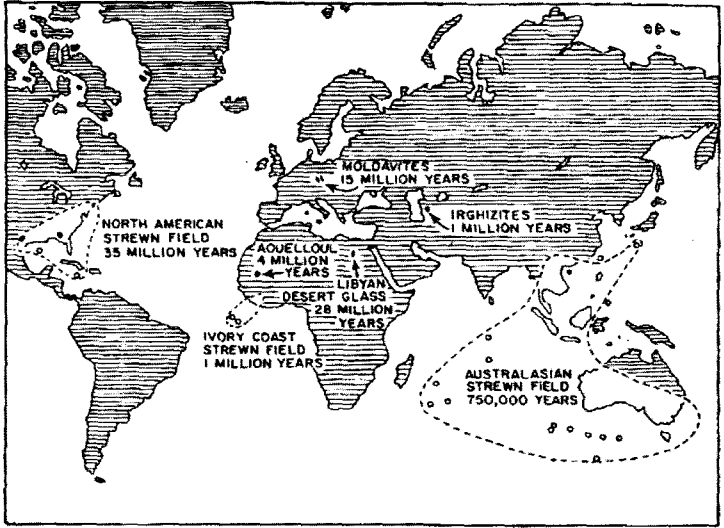 MOLDAVITES
15 MILLION YEARS
IRGHIZITES
1 MILLION YEARS
NORTH AMERICAN
STREWN FIELD
35 MILLION YEARS
AOUELLOUL
4 MILLION
YEARS
LIBYAN
DESERT GLASS
28 MILLION
YEARS
IVORY COAST
STREWN FIELD
1 MILLION YEARS
AUSTRALASIAN
STREWN FIELD
750,000 YEARS